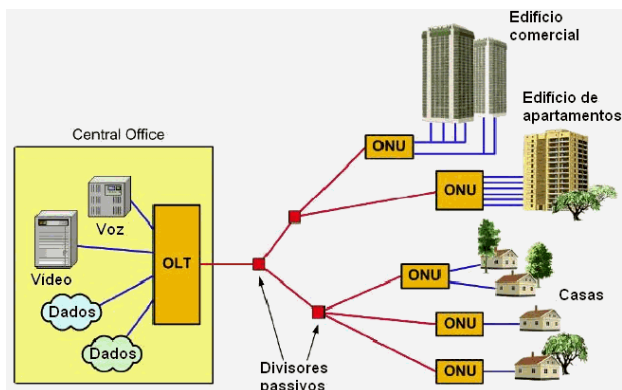 Edifício
comercial
Edifício de
apartamentos
Central Office
ONU
ONU
Voz
OLT
Vídeo
ONU
Casas
Dados
ONU
Dados
Divisores
passivos
ONU